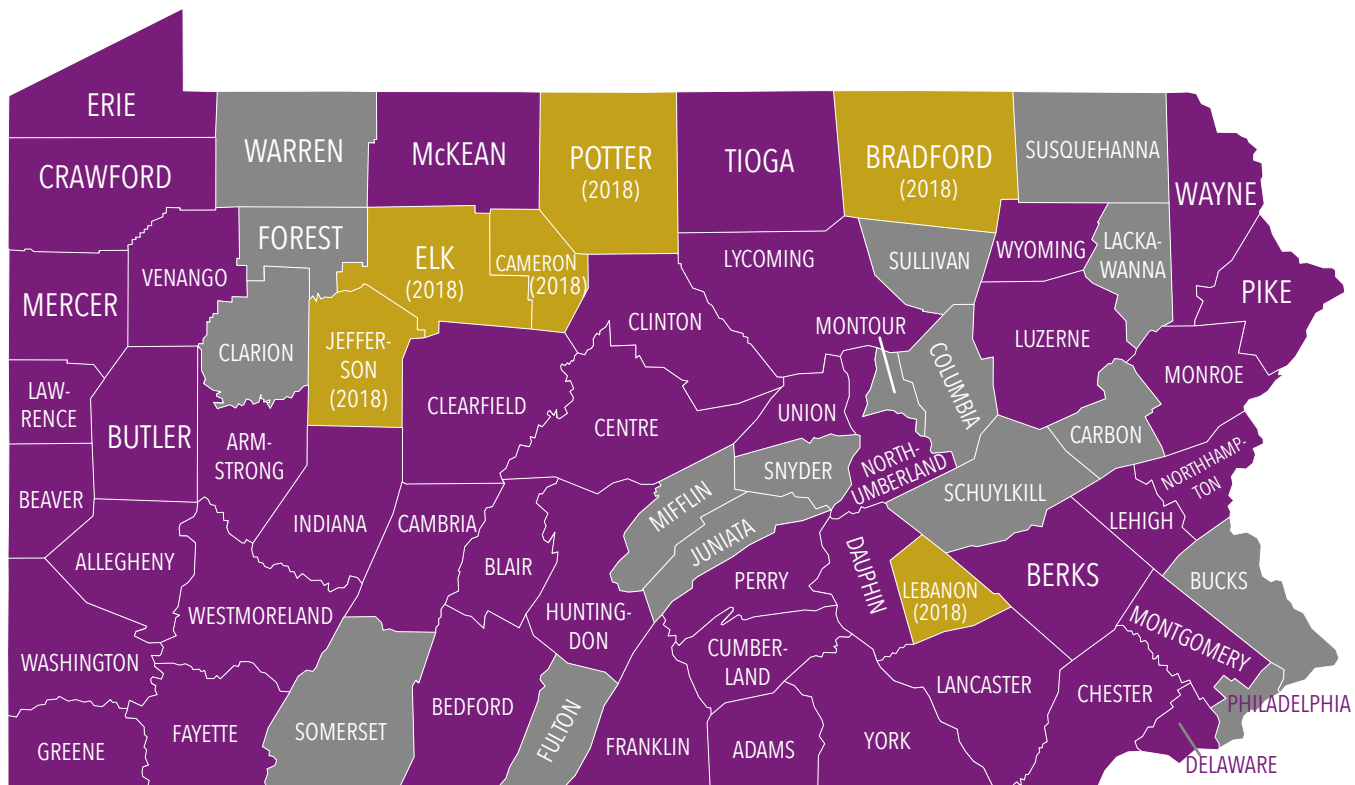 ERIE
WARREN
McKEAN
POTTER
(2018)
TIOGA
BRADFORD
(2018)
SUSQUEHANNA
CRAWFORD
WAYNE
FOREST
ELK
(2018)
CAMERON
(2018)
LYCOMING
SULLIVAN
WYOMING
LACKA-
WANNA
VENANGO
MERCER
PIKE
CLARION
JEFFER-
SON
(2018)
CLINTON
MONTOUR
COLUMBIA
LUZERNE
MONROE
LAW-
RENCE
BUTLER
ARM-
STRONG
CLEARFIELD
CENTRE
UNION
CARBON
SNYDER
NORTH-
UMBERLAND
NORTHHAMP-
TON
BEAVER
INDIANA
CAMBRIA
MIFFLIN
SCHUYLKILL
LEHIGH
JUNIATA
ALLEGHENY
BLAIR
PERRY
DAUPHIN
LEBANON
(2018)
BERKS
BUCKS
WESTMORELAND
HUNTING-
DON
CUMBER-
LAND
MONTGOMERY
WASHINGTON
BEDFORD
LANCASTER
CHESTER
PHILADELPHIA
GREENE
FAYETTE
SOMERSET
FULTON
FRANKLIN
ADAMS
YORK
DELAWARE